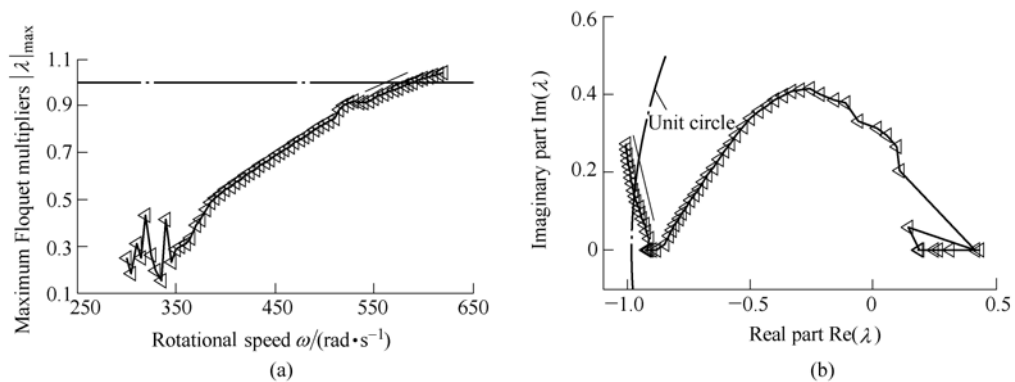 Maximum Floquet multipliers |λ|max
1.1
0.9
0.7
0.5
0.3
0.1
250
350
450
550
650
Rotational speed ω/(rad•s⁻¹)
(a)
Imaginary part Im(λ)
0.6
0.4
0.2
0
Unit circle
−1.0
−0.5
0
0.5
Real part Re(λ)
(b)